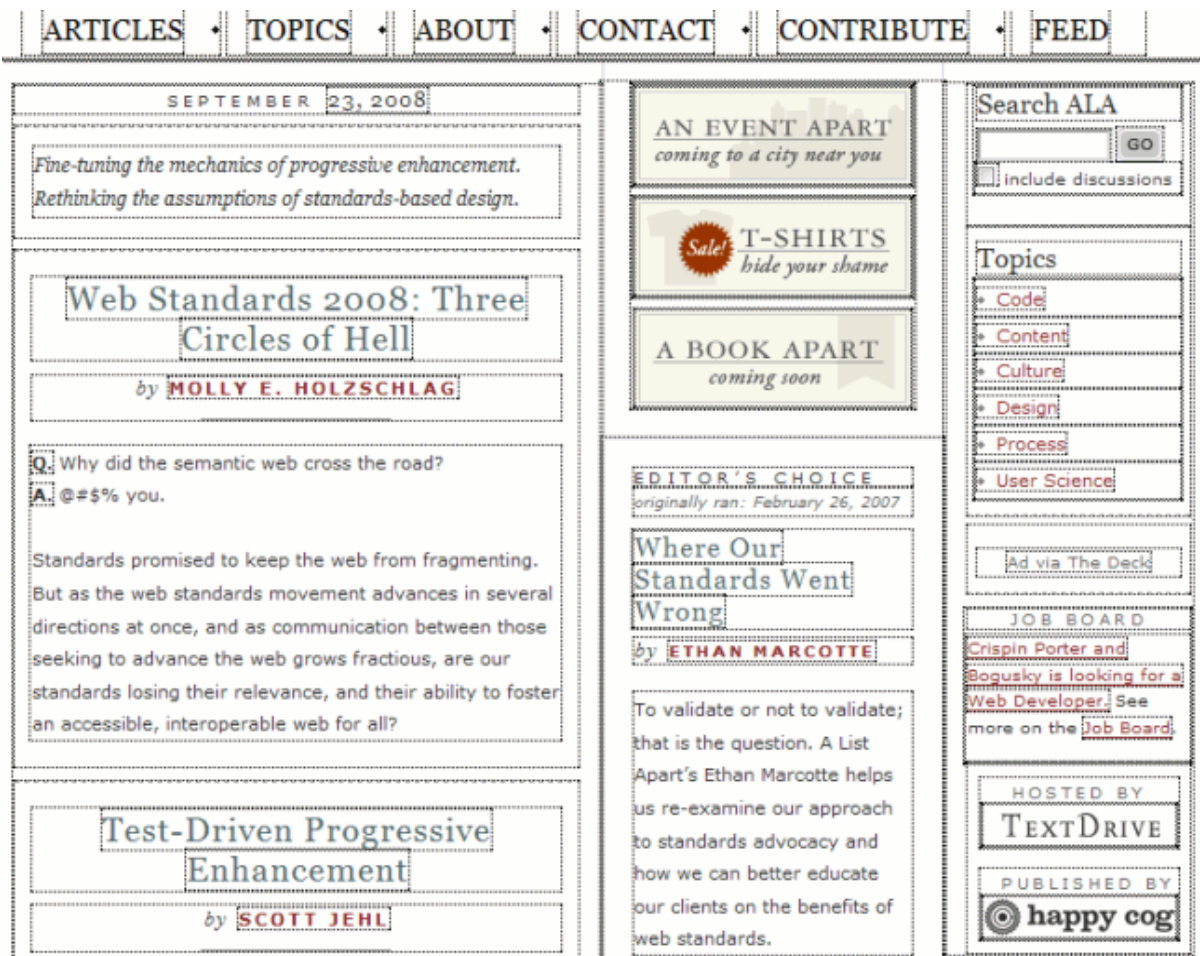 ARTICLES ◆ TOPICS ◆ ABOUT ◆ CONTACT ◆ CONTRIBUTE ◆ FEED
SEPTEMBER 23, 2008
Fine-tuning the mechanics of progressive enhancement.
Rethinking the assumptions of standards-based design.
Web Standards 2008: Three
Circles of Hell
by MOLLY E. HOLZSCHLAG
Q. Why did the semantic web cross the road?
A. @#$% you.
Standards promised to keep the web from fragmenting.
But as the web standards movement advances in several
directions at once, and as communication between those
seeking to advance the web grows fractious, are our
standards losing their relevance, and their ability to foster
an accessible, interoperable web for all?
Test-Driven Progressive
Enhancement
by SCOTT JEHL
AN EVENT APART
coming to a city near you
Sale! T-SHIRTS
hide your shame
A BOOK APART
coming soon
EDITOR'S CHOICE
originally ran: February 26, 2007
Where Our
Standards Went
Wrong
by ETHAN MARCOTTE
To validate or not to validate;
that is the question. A List
Apart's Ethan Marcotte helps
us re-examine our approach
to standards advocacy and
how we can better educate
our clients on the benefits of
web standards.
Search ALA
GO
include discussions
Topics
Code
Content
Culture
Design
Process
User Science
Ad via The Deck
JOB BOARD
Crispin Porter and
Bogusky is looking for a
Web Developer. See
more on the Job Board.
HOSTED BY
TEXTDRIVE
PUBLISHED BY
happy cog